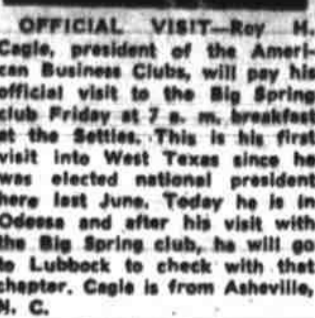 OFFICIAL VISIT—Roy H.
Cagle, president of the Ameri-
can Business Clubs, will pay his
official visit to the Big Spring
club Friday at 7 a. m. breakfast
at the Settles. This is his first
visit into West Texas since he
was elected national president
here last June. Today he is in
Odessa and after his visit with
the Big Spring club, he will go
to Lubbock to check with that
chapter. Cagle is from Asheville,
N. C.